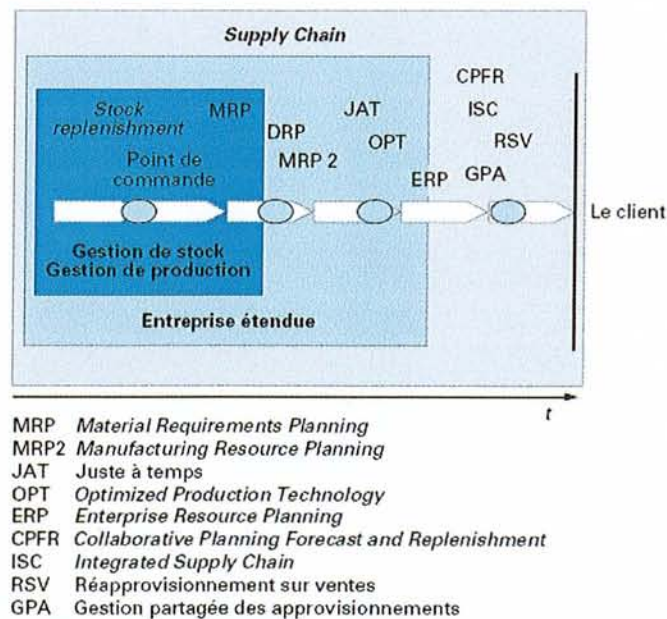 Supply Chain
CPFR
Stock
replenishment
MRP
JAT
ISC
DRP
OPT
RSV
Point de
commande
MRP 2
ERP
GPA
Le client
Gestion de stock
Gestion de production
Entreprise étendue
t
MRP Material Requirements Planning
MRP2 Manufacturing Resource Planning
JAT Juste à temps
OPT Optimized Production Technology
ERP Enterprise Resource Planning
CPFR Collaborative Planning Forecast and Replenishment
ISC Integrated Supply Chain
RSV Réapprovisionnement sur ventes
GPA Gestion partagée des approvisionnements